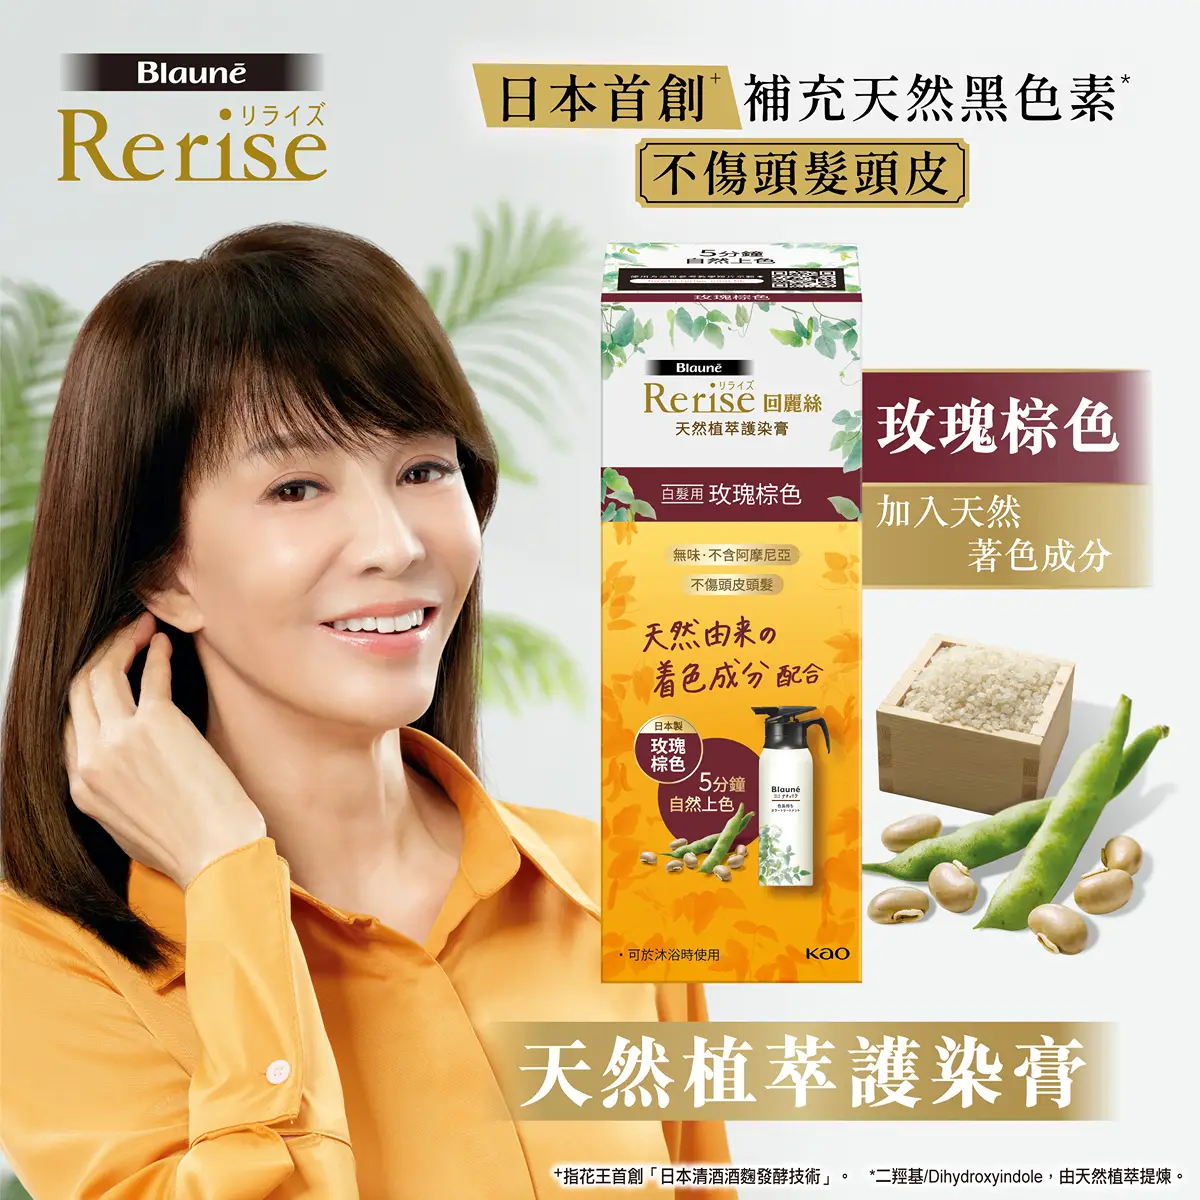 Blaunē
リライズ
Rerise
日本首創⁺ 補充天然黑色素*
不傷頭髮頭皮
5分鐘
自然上色
玫瑰棕色
Blaunē
リライズ
Rerise 回麗絲
天然植萃護染膏
白髮用 玫瑰棕色
無味·不含阿摩尼亞
不傷頭皮頭髮
天然由来の
着色成分 配合
日本製
玫瑰
棕色
5分鐘
自然上色
Blaunē
・可於沐浴時使用
Kao
玫瑰棕色
加入天然
著色成分
天然植萃護染膏
⁺指花王首創「日本清酒酒麴發酵技術」。 *二羥基/Dihydroxyindole，由天然植萃提煉。